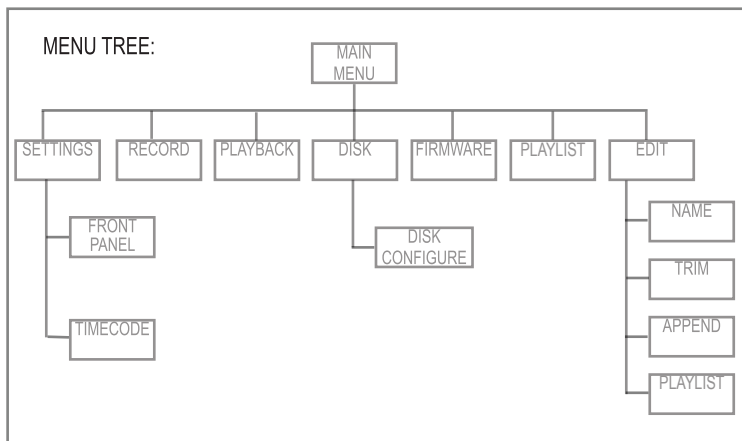 MENU TREE:
MAIN
MENU
SETTINGS
RECORD
PLAYBACK
DISK
FIRMWARE
PLAYLIST
EDIT
FRONT
PANEL
TIMECODE
DISK
CONFIGURE
NAME
TRIM
APPEND
PLAYLIST